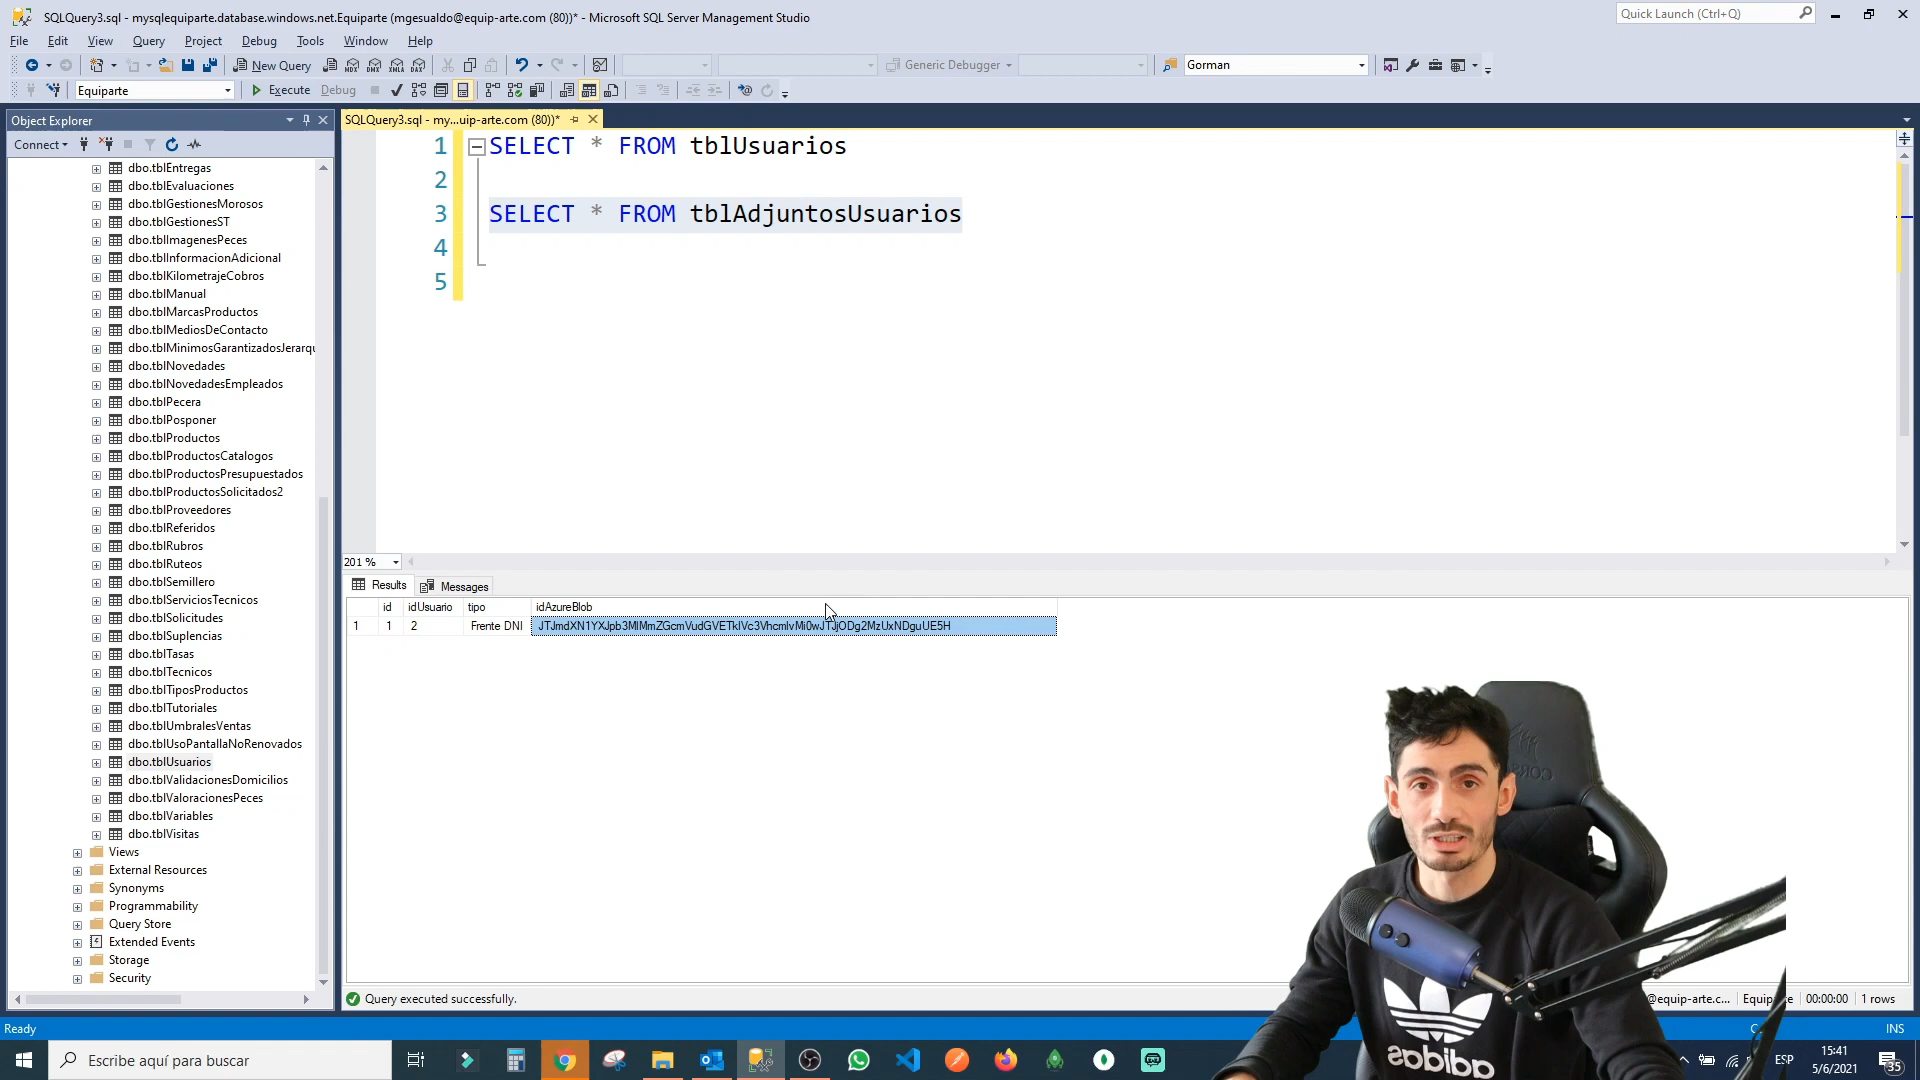 SQLQuery3.sql - mysqlequiparte.database.windows.net.Equiparte (mgesualdo@equip-arte.com (80))* - Microsoft SQL Server Management Studio
Quick Launch (Ctrl+Q)
File Edit View Query Project Debug Tools Window Help
New Query
MDX DMX XMLA DAX
Generic Debugger
Gorman
Equiparte
Execute
Debug
Object Explorer
SQLQuery3.sql - my...uip-arte.com (80))*
Connect
dbo.tblEntregas
dbo.tblEvaluaciones
dbo.tblGestionesMorosos
dbo.tblGestionesST
dbo.tblImagenesPeces
dbo.tblInformacionAdicional
dbo.tblKilometrajeCobros
dbo.tblManual
dbo.tblMarcasProductos
dbo.tblMediosDeContacto
dbo.tblMinimosGarantizadosJerarqu
dbo.tblNovedades
dbo.tblNovedadesEmpleados
dbo.tblPecera
dbo.tblPosponer
dbo.tblProductos
dbo.tblProductosCatalogos
dbo.tblProductosPresupuestados
dbo.tblProductosSolicitados2
dbo.tblProveedores
dbo.tblReferidos
dbo.tblRubros
dbo.tblRuteos
dbo.tblSemillero
dbo.tblServiciosTecnicos
dbo.tblSolicitudes
dbo.tblSuplencias
dbo.tblTasas
dbo.tblTecnicos
dbo.tblTiposProductos
dbo.tblTutoriales
dbo.tblUmbralesVentas
dbo.tblUsoPantallaNoRenovados
dbo.tblUsuarios
dbo.tblValidacionesDomicilios
dbo.tblValoracionesPeces
dbo.tblVariables
dbo.tblVisitas
Views
External Resources
Synonyms
Programmability
Query Store
Extended Events
Storage
Security
1 SELECT * FROM tblUsuarios
2
3 SELECT * FROM tblAdjuntosUsuarios
4
5
201 %
Results Messages
id idUsuario tipo idAzureBlob
1 1 2 Frente DNI
Query executed successfully.
@equip-arte.c...
00:00:00
1 rows
adidas
Ready
INS
Escribe aquí para buscar
ESP
15:41
5/6/2021
35